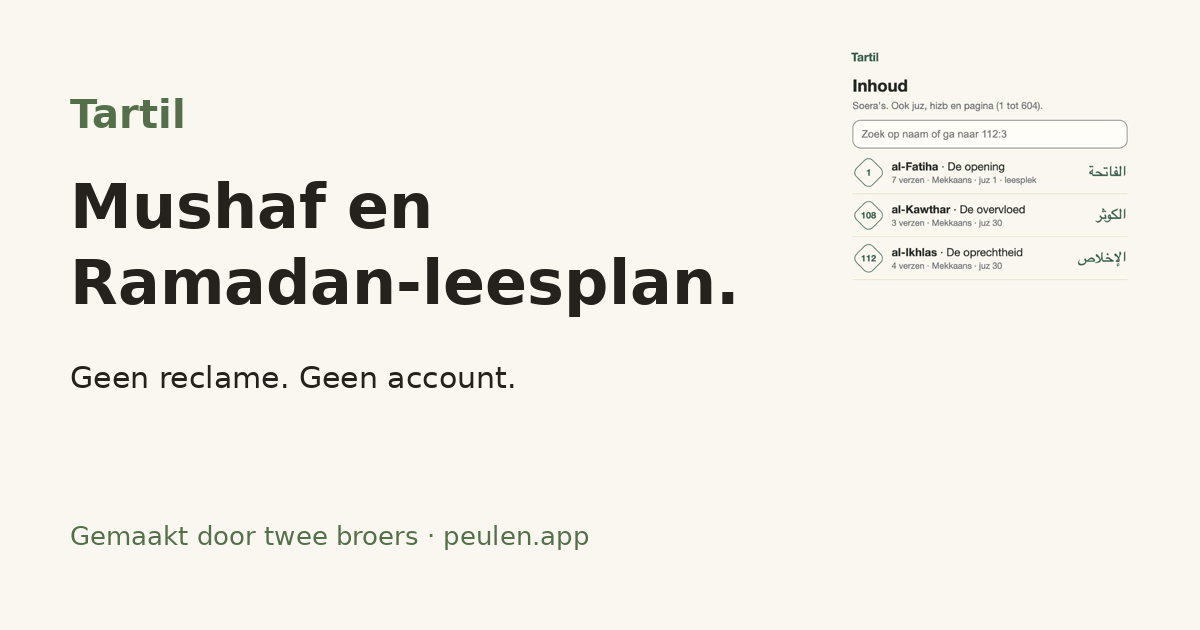 Tartil
Mushaf en
Ramadan-leesplan.
Geen reclame. Geen account.
Gemaakt door twee broers · peulen.app
Tartil
Inhoud
Soera's. Ook juz, hizb en pagina (1 tot 604).
Zoek op naam of ga naar 112:3
1
al-Fatiha · De opening
الفاتحة
7 verzen · Mekkaans · juz 1 · leesplek
108
al-Kawthar · De overvloed
الكوثر
3 verzen · Mekkaans · juz 30
112
al-Ikhlas · De oprechtheid
الإخلاص
4 verzen · Mekkaans · juz 30